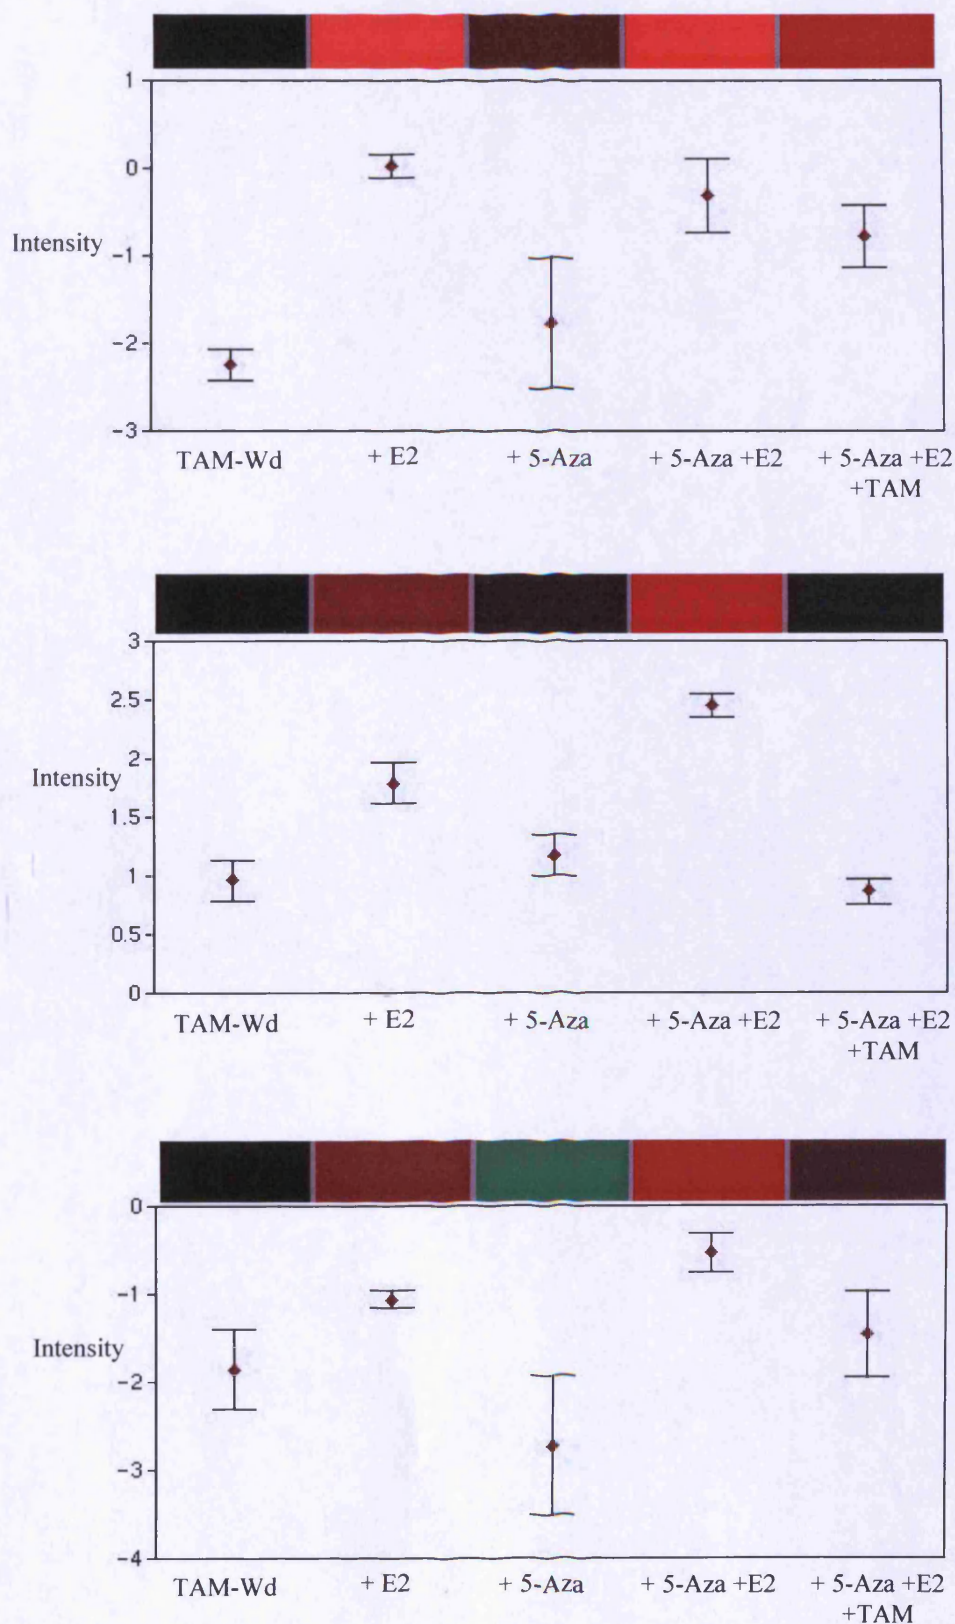 1
0
Intensity
-1
-2
-3
TAM-Wd + E2 + 5-Aza + 5-Aza +E2 + 5-Aza +E2
+TAM
3
2.5
2
Intensity
1.5
1
0.5
0
TAM-Wd + E2 + 5-Aza + 5-Aza +E2 + 5-Aza +E2
+TAM
0
-1
Intensity
-2
-3
-4
TAM-Wd + E2 + 5-Aza + 5-Aza +E2 + 5-Aza +E2
+TAM